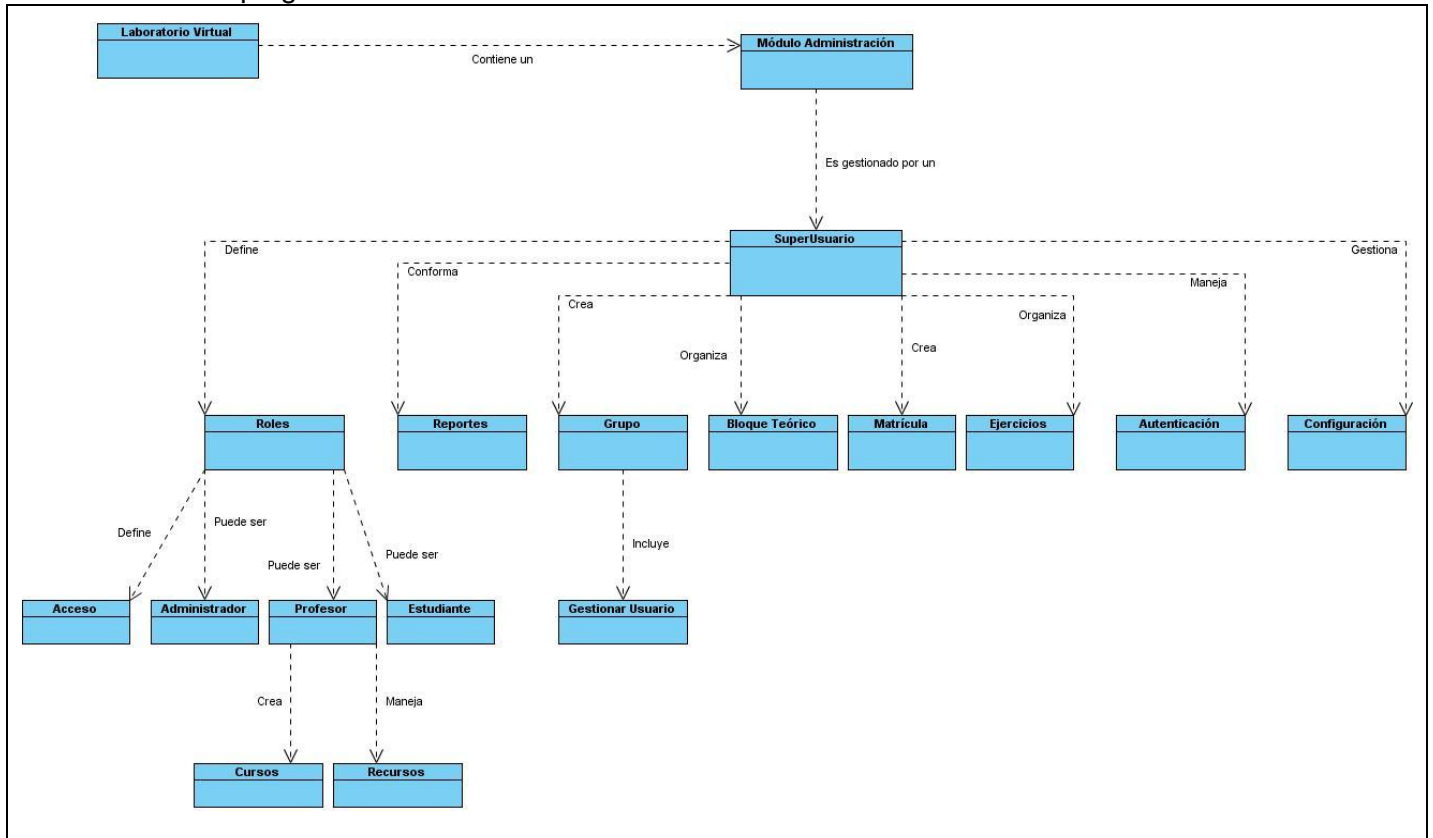 Laboratorio Virtual
Módulo Administración
Contiene un
Es gestionado por un
SuperUsuario
Define
Gestiona
Conforma
Maneja
Crea
Organiza
Organiza
Crea
Roles
Reportes
Grupo
Bloque Teórico
Matrícula
Ejercicios
Autenticación
Configuración
Puede ser
Define
Incluye
Puede ser
Puede ser
Acceso
Administrador
Profesor
Estudiante
Gestionar Usuario
Crea
Maneja
Cursos
Recursos